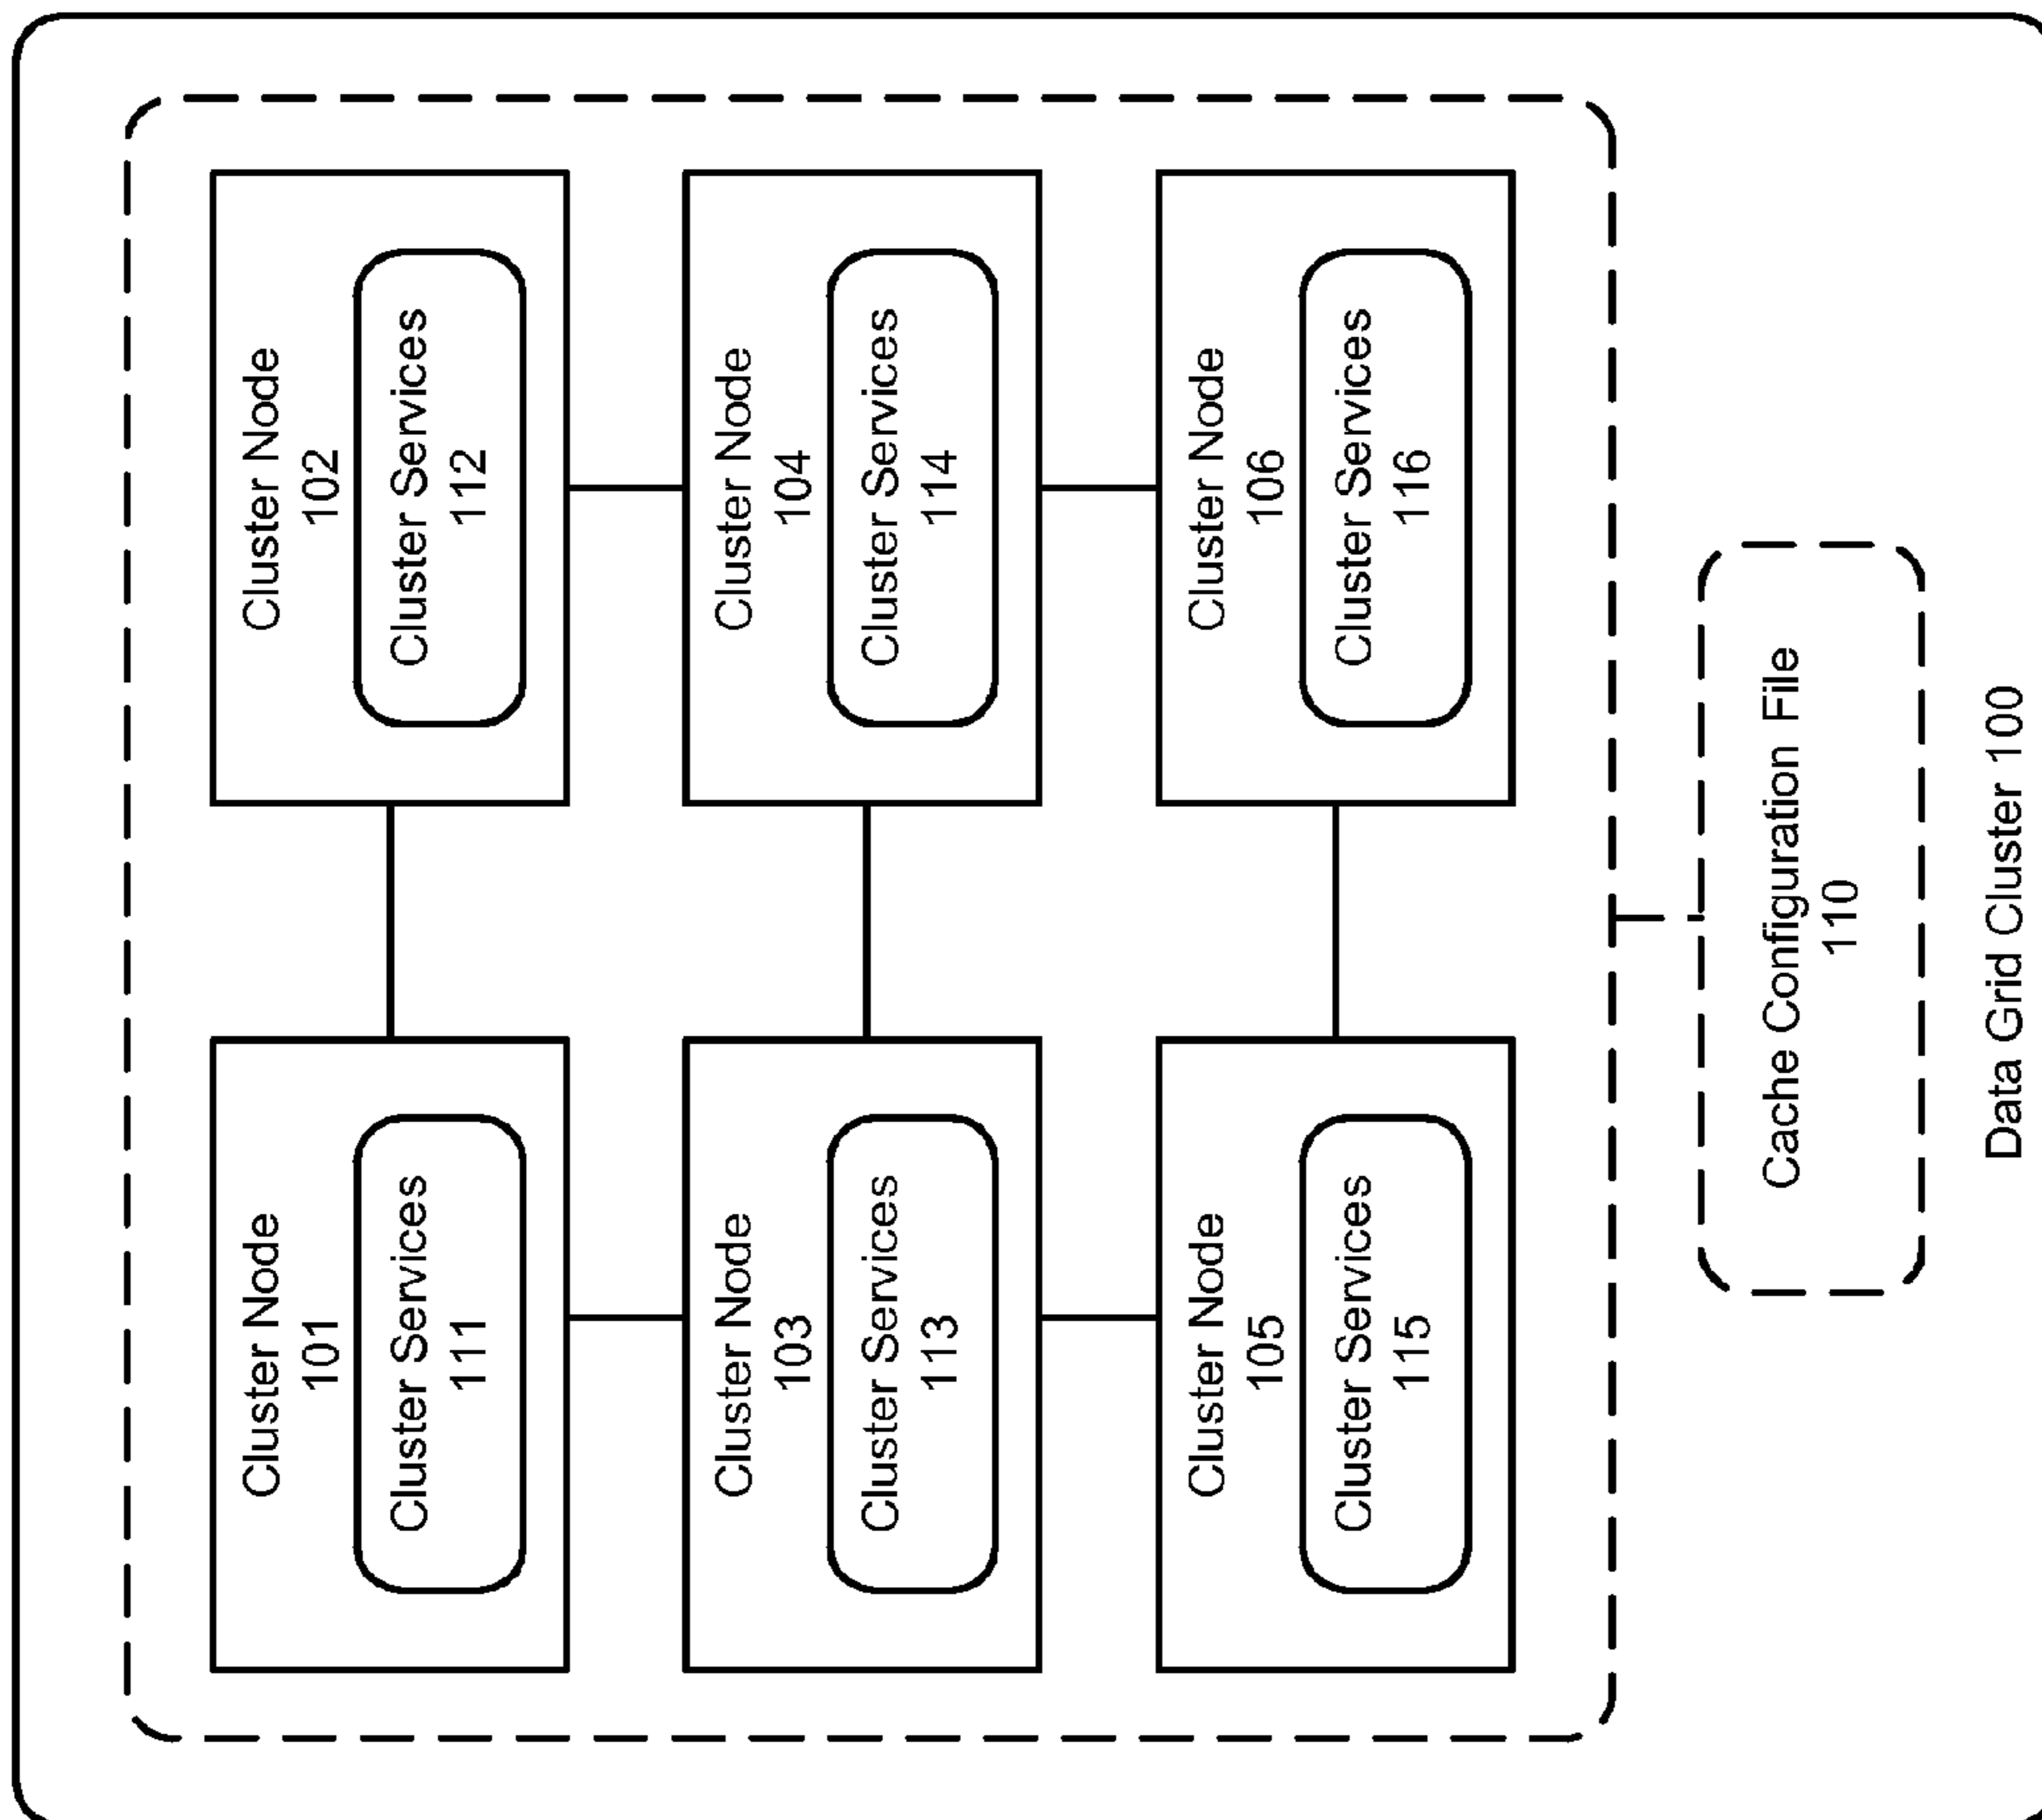 Cluster Node
101
Cluster Services
111
Cluster Node
102
Cluster Services
112
Cluster Node
103
Cluster Services
113
Cluster Node
104
Cluster Services
114
Cluster Node
105
Cluster Services
115
Cluster Node
106
Cluster Services
116
Cache Configuration File
110
Data Grid Cluster 100